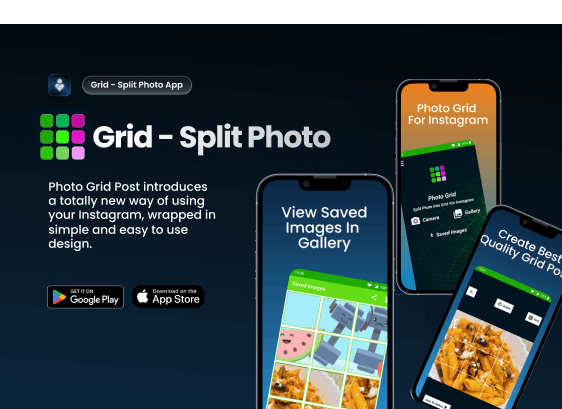 Grid - Split Photo App
Grid - Split Photo
Photo Grid Post introduces
a totally new way of using
your Instagram, wrapped in
simple and easy to use
design.
GET IT ON
Google Play
Download on the
App Store
View Saved
Images In
Gallery
Saved Images
Photo Grid
For Instagram
Photo Grid
Split Photo Into Grid For Instagram
Camera
Gallery
Saved Images
Create Best
Quality Grid Pos